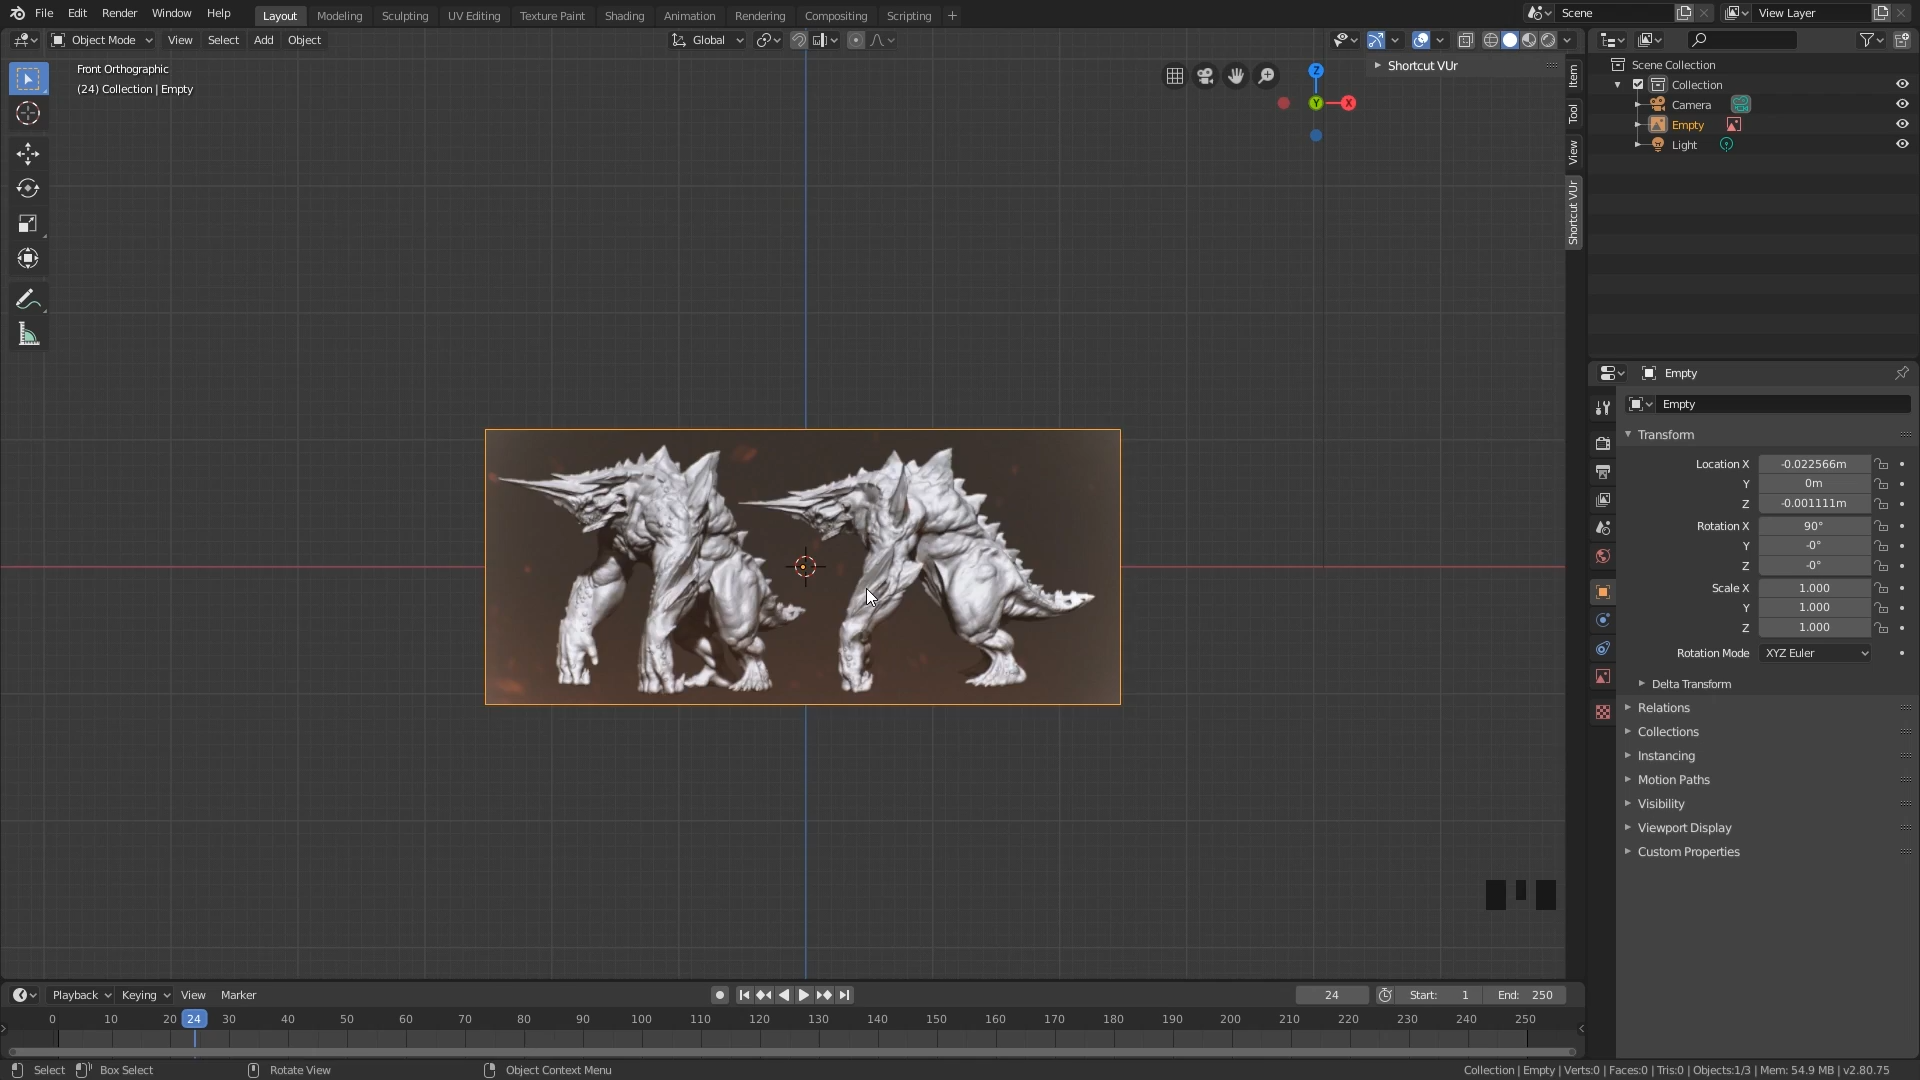 File Edit Render Window Help Layout Modeling Sculpting UV Editing Texture Paint Shading Animation Rendering Compositing Scripting + Scene View Layer
Object Mode View Select Add Object Global
Front Orthographic
(24) Collection | Empty
Z
Y
X
Shortcut VUr
Item
Tool
View
Shortcut VUr
Scene Collection
Collection
Camera
Empty
Light
Empty
Empty
Transform
Location X -0.022566m
Y 0m
Z -0.001111m
Rotation X 90°
Y -0°
Z -0°
Scale X 1.000
Y 1.000
Z 1.000
Rotation Mode XYZ Euler
Delta Transform
Relations
Collections
Instancing
Motion Paths
Visibility
Viewport Display
Custom Properties
Playback Keying View Marker 24 Start: 1 End: 250
0 10 20 24 30 40 50 60 70 80 90 100 110 120 130 140 150 160 170 180 190 200 210 220 230 240 250
Select Box Select Rotate View Object Context Menu Collection | Empty | Verts:0 | Faces:0 | Tris:0 | Objects:1/3 | Mem: 54.9 MB | v2.80.75